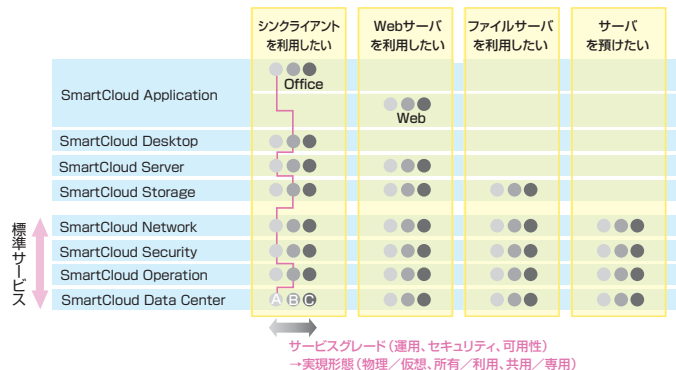 シンクライアント
を利用したい
Webサーバ
を利用したい
ファイルサーバ
を利用したい
サーバ
を預けたい
SmartCloud Application
Office
Web
SmartCloud Desktop
SmartCloud Server
SmartCloud Storage
標準サービス
SmartCloud Network
SmartCloud Security
SmartCloud Operation
SmartCloud Data Center
A B C
サービスグレード(運用、セキュリティ、可用性)
→実現形態(物理/仮想、所有/利用、共用/専用)